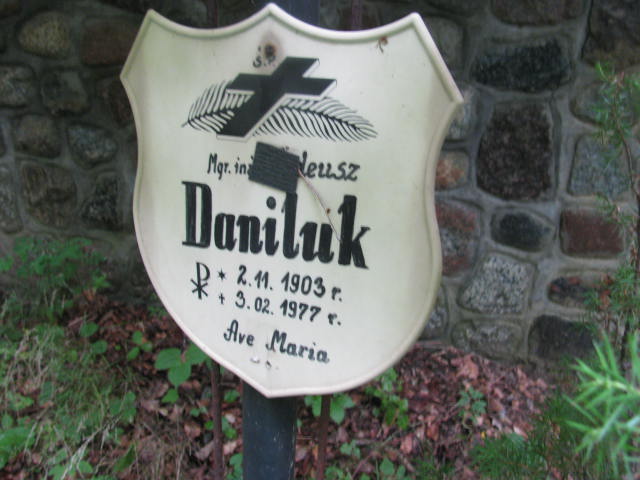 Ś.P.
Mgr. inż. 
Daniluk
* 2.11.1903 r.
+ 3.02.1977 r.
Ave Maria